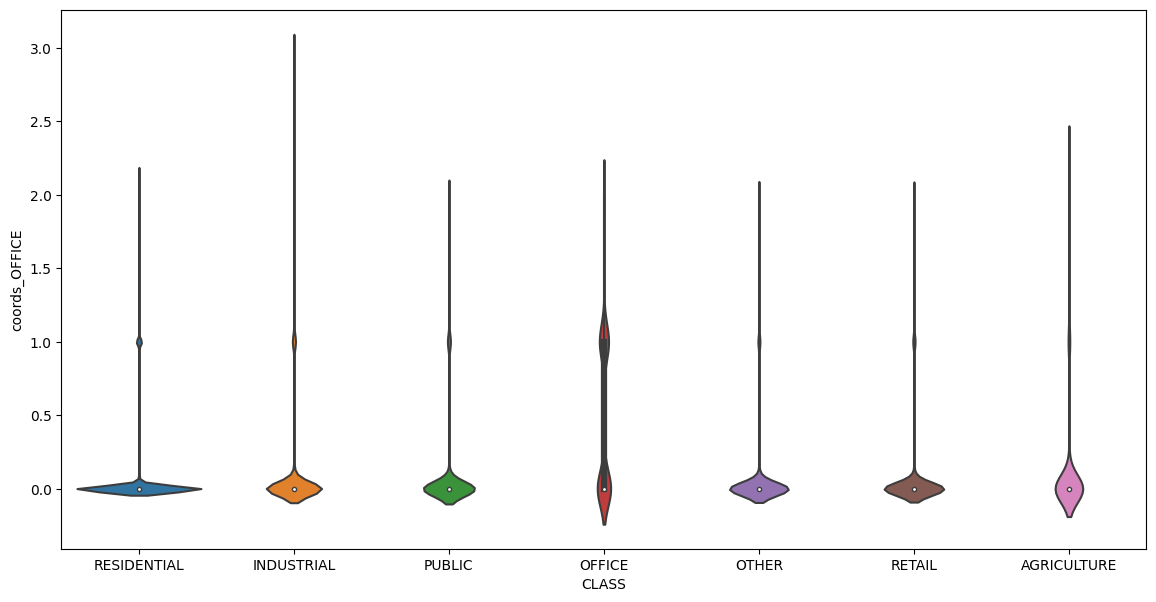 3.0
2.5
2.0
1.5
1.0
0.5
0.0
coords_OFFICE
RESIDENTIAL INDUSTRIAL PUBLIC OFFICE OTHER RETAIL AGRICULTURE
CLASS